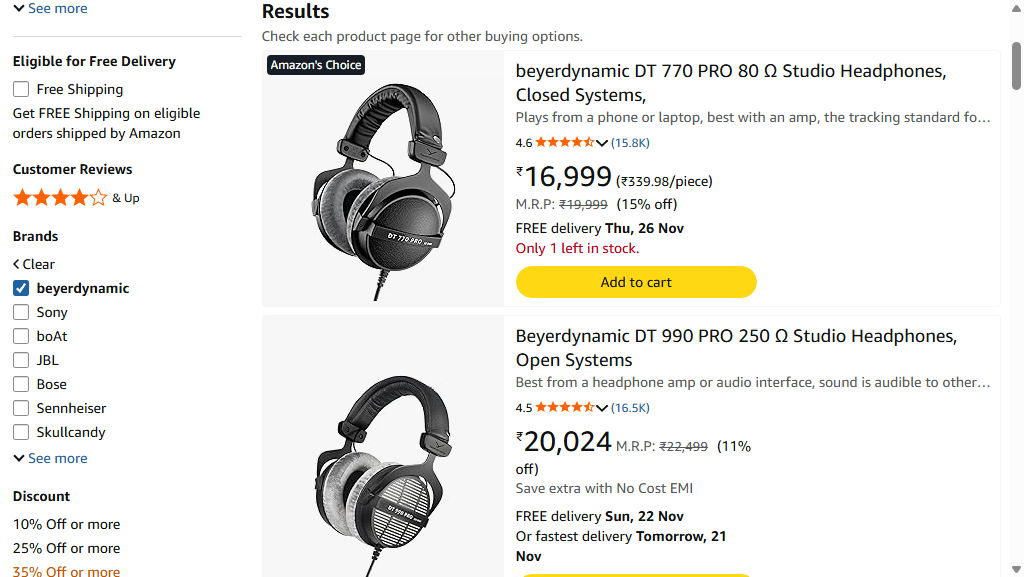 See more
Eligible for Free Delivery
Free Shipping
Get FREE Shipping on eligible
orders shipped by Amazon
Customer Reviews
& Up
Brands
Clear
beyerdynamic
Sony
boAt
JBL
Bose
Sennheiser
Skullcandy
See more
Discount
10% Off or more
25% Off or more
35% Off or more
Results
Check each product page for other buying options.
Amazon's Choice
DT 770 PRO
beyerdynamic DT 770 PRO 80 Ω Studio Headphones,
Closed Systems,
Plays from a phone or laptop, best with an amp, the tracking standard fo…
4.6 (15.8K)
₹16,999 (₹339.98/piece)
M.R.P: ₹19,999 (15% off)
FREE delivery Thu, 26 Nov
Only 1 left in stock.
Add to cart
DT 990 PRO
Beyerdynamic DT 990 PRO 250 Ω Studio Headphones,
Open Systems
Best from a headphone amp or audio interface, sound is audible to other…
4.5 (16.5K)
₹20,024 M.R.P: ₹22,499 (11%
off)
Save extra with No Cost EMI
FREE delivery Sun, 22 Nov
Or fastest delivery Tomorrow, 21
Nov